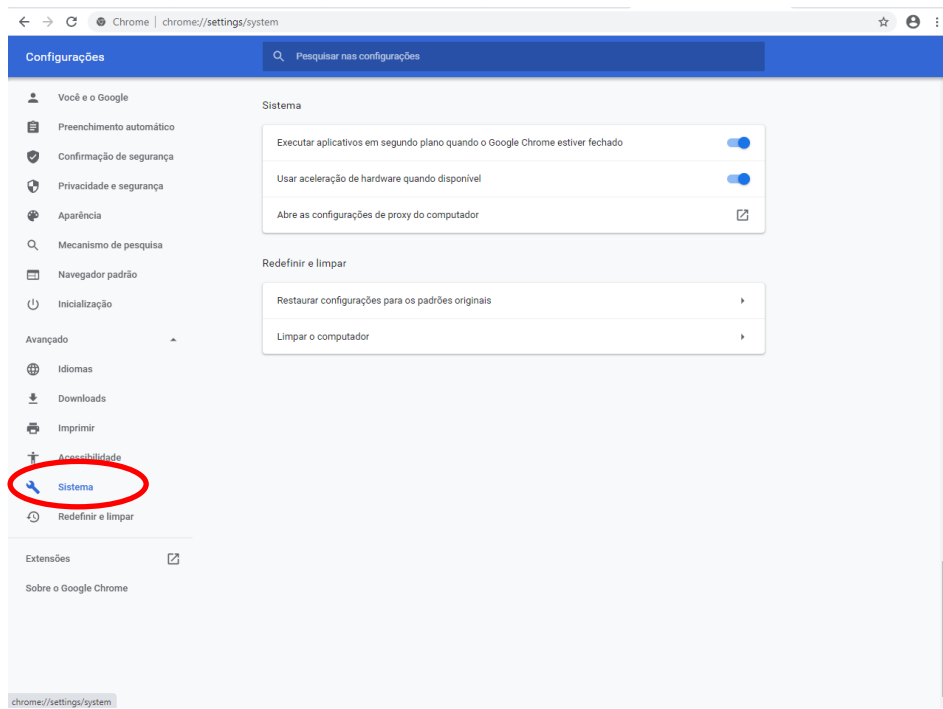 Chrome | chrome://settings/system
Configurações
Pesquisar nas configurações
Você e o Google
Preenchimento automático
Confirmação de segurança
Privacidade e segurança
Aparência
Mecanismo de pesquisa
Navegador padrão
Inicialização
Avançado
Idiomas
Downloads
Imprimir
Acessibilidade
Sistema
Redefinir e limpar
Extensões
Sobre o Google Chrome
Sistema
Executar aplicativos em segundo plano quando o Google Chrome estiver fechado
Usar aceleração de hardware quando disponível
Abre as configurações de proxy do computador
Redefinir e limpar
Restaurar configurações para os padrões originais
Limpar o computador
chrome://settings/system